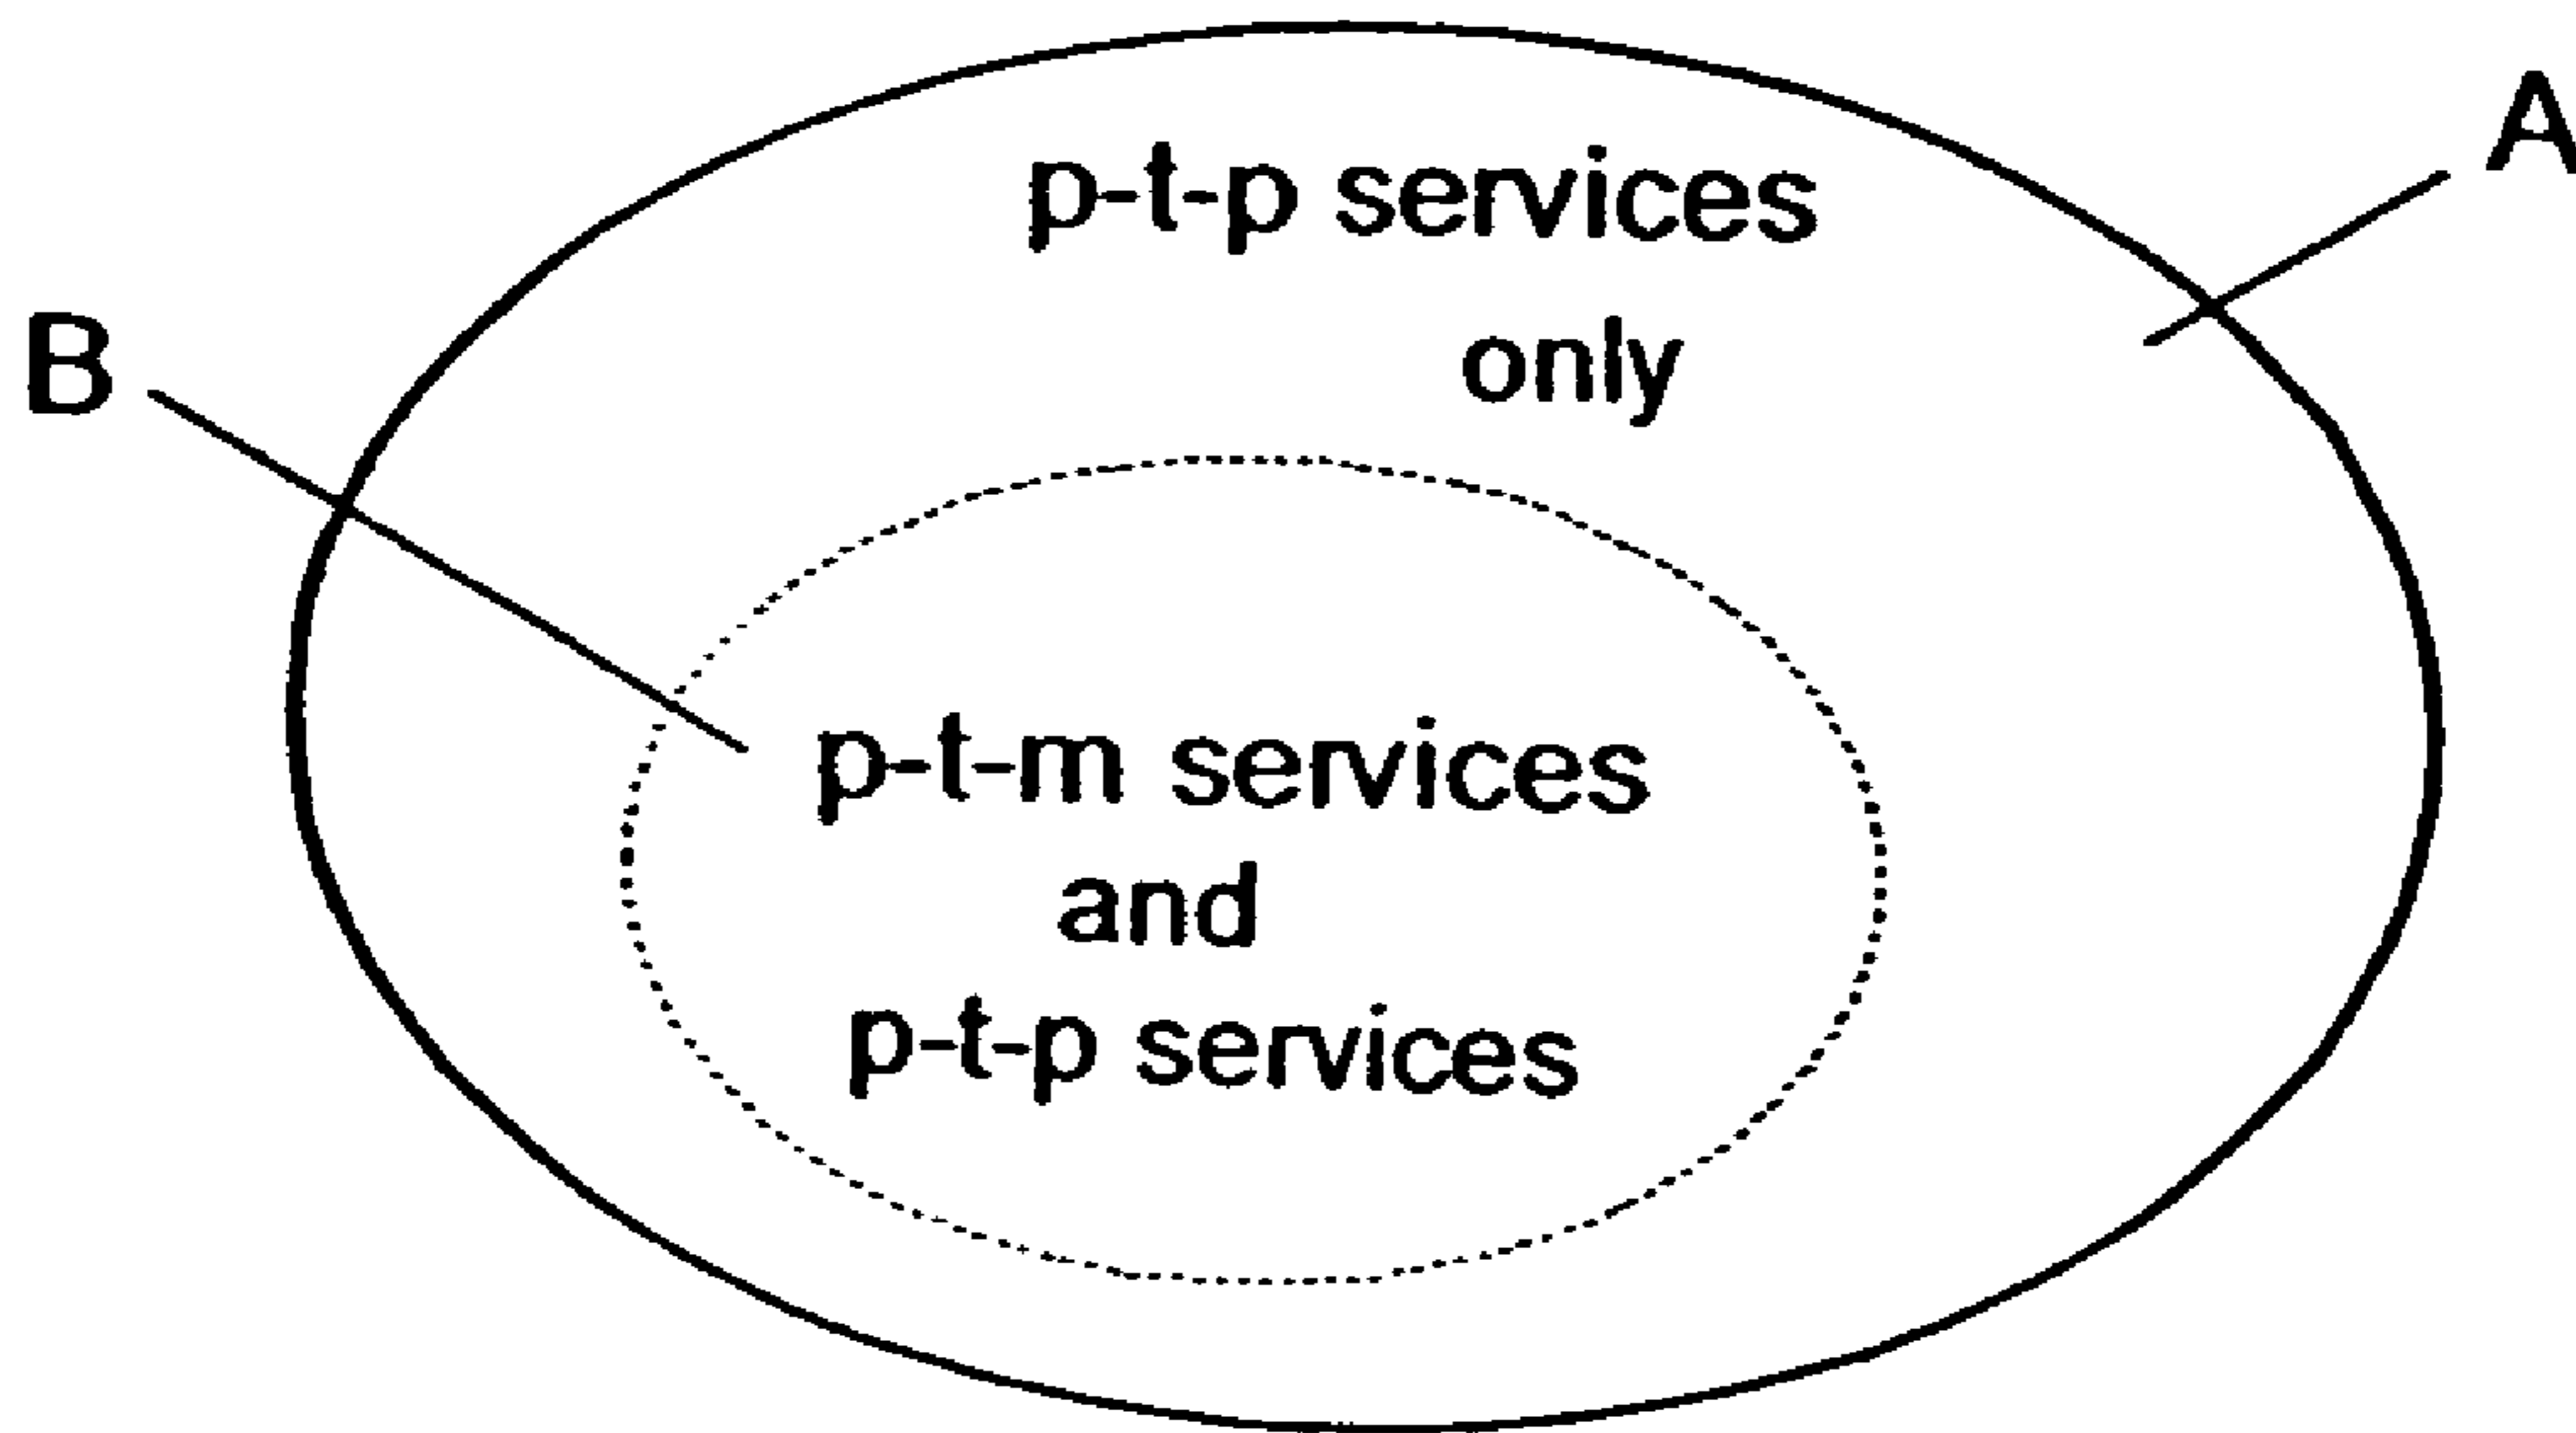 A
p-t-p services
only
B
p-t-m services
and
p-t-p services